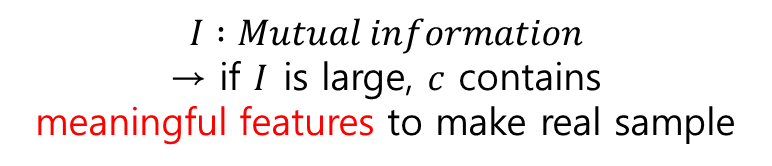 I : Mutual information
→ if I is large, c contains
meaningful features to make real sample